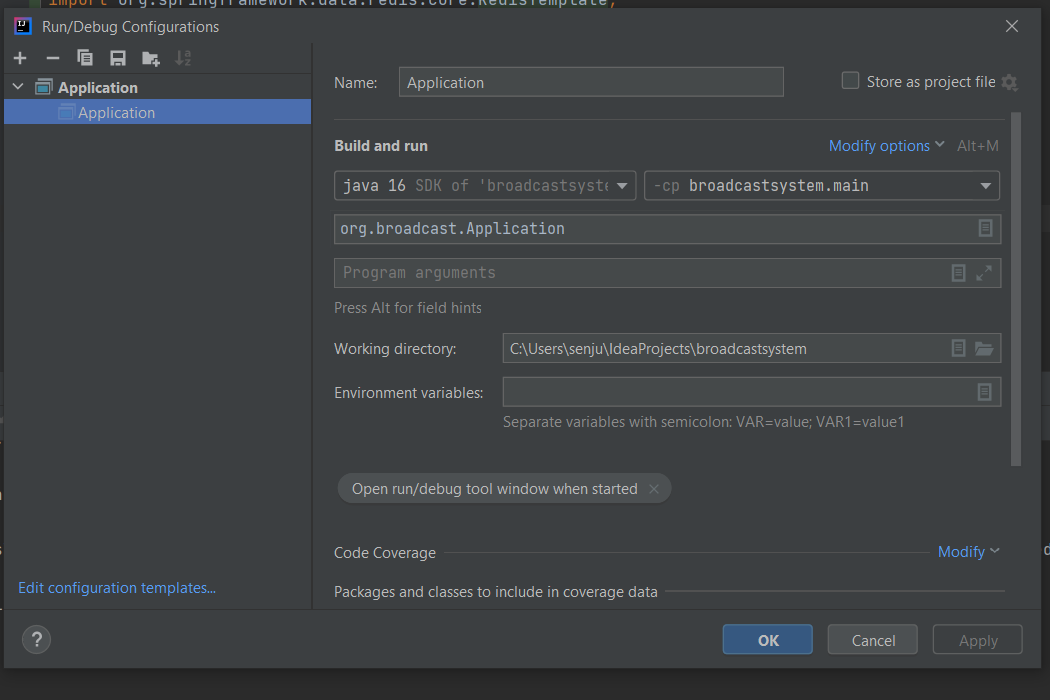 import org.springframework.data.redis.core.RedisTemplate;
Run/Debug Configurations
Application
Application
Name: Application
Store as project file
Build and run
Modify options Alt+M
java 16 SDK of 'broadcastsyste
-cp broadcastsystem.main
org.broadcast.Application
Program arguments
Press Alt for field hints
Working directory: C:\Users\senju\IdeaProjects\broadcastsystem
Environment variables:
Separate variables with semicolon: VAR=value; VAR1=value1
Open run/debug tool window when started
Code Coverage
Modify
Packages and classes to include in coverage data
Edit configuration templates...
?
OK
Cancel
Apply